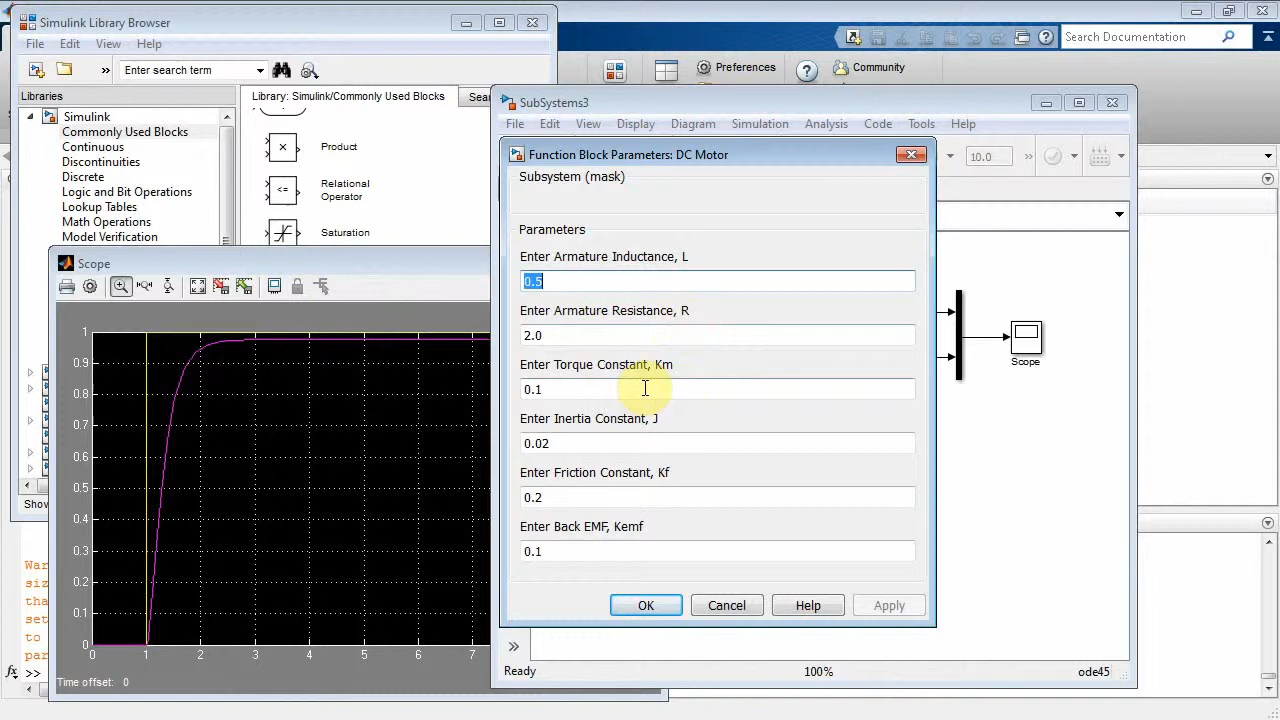 Simulink Library Browser
File Edit View Help
Enter search term
Search Documentation
Preferences
Community
Libraries
Library: Simulink/Commonly Used Blocks
Simulink
Commonly Used Blocks
Continuous
Discontinuities
Discrete
Logic and Bit Operations
Lookup Tables
Math Operations
Model Verification
Product
Relational
Operator
Saturation
SubSystems3
File Edit View Display Diagram Simulation Analysis Code Tools Help
10.0
Function Block Parameters: DC Motor
Subsystem (mask)
Parameters
Enter Armature Inductance, L
0.5
Enter Armature Resistance, R
2.0
Enter Torque Constant, Km
0.1
Enter Inertia Constant, J
0.02
Enter Friction Constant, Kf
0.2
Enter Back EMF, Kemf
0.1
OK Cancel Help Apply
Scope
Scope
1
0.9
0.8
0.7
0.6
0.5
0.4
0.3
0.2
0.1
0
0 1 2 3 4 5 6 7
Time offset: 0
Ready 100% ode45
fx >>